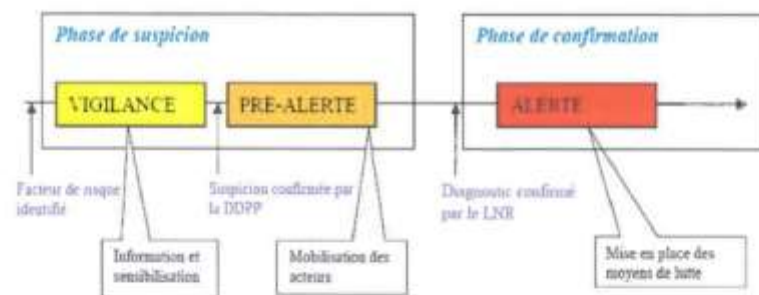 Phase de suspicion
Phase de confirmation
VIGILANCE
PRE-ALERTE
ALERTE
Facteur de risque
identifié
Suspicion confirmée par
la DDPP
Diagnostic confirmé
par le LNR
Information et
sensibilisation
Mobilisation des
acteurs
Mise en place des
moyens de lutte